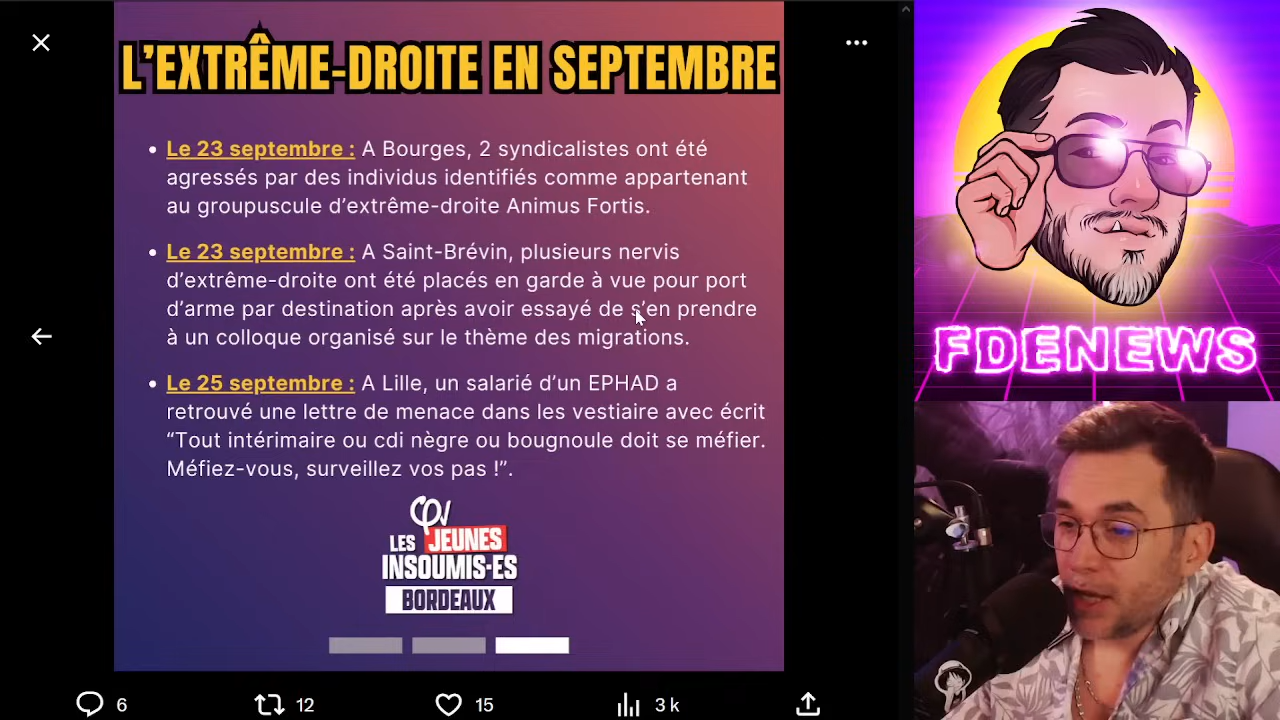 L'EXTRÊME-DROITE EN SEPTEMBRE
• Le 23 septembre : A Bourges, 2 syndicalistes ont été
agressés par des individus identifiés comme appartenant
au groupuscule d'extrême-droite Animus Fortis.
• Le 23 septembre : A Saint-Brévin, plusieurs nervis
d'extrême-droite ont été placés en garde à vue pour port
d'arme par destination après avoir essayé de s'en prendre
à un colloque organisé sur le thème des migrations.
• Le 25 septembre : A Lille, un salarié d'un EPHAD a
retrouvé une lettre de menace dans les vestiaire avec écrit
“Tout intérimaire ou cdi nègre ou bougnoule doit se méfier.
Méfiez-vous, surveillez vos pas !”.
LES JEUNES
INSOUMIS·ES
BORDEAUX
6 12 15 3 k
FDENEWS